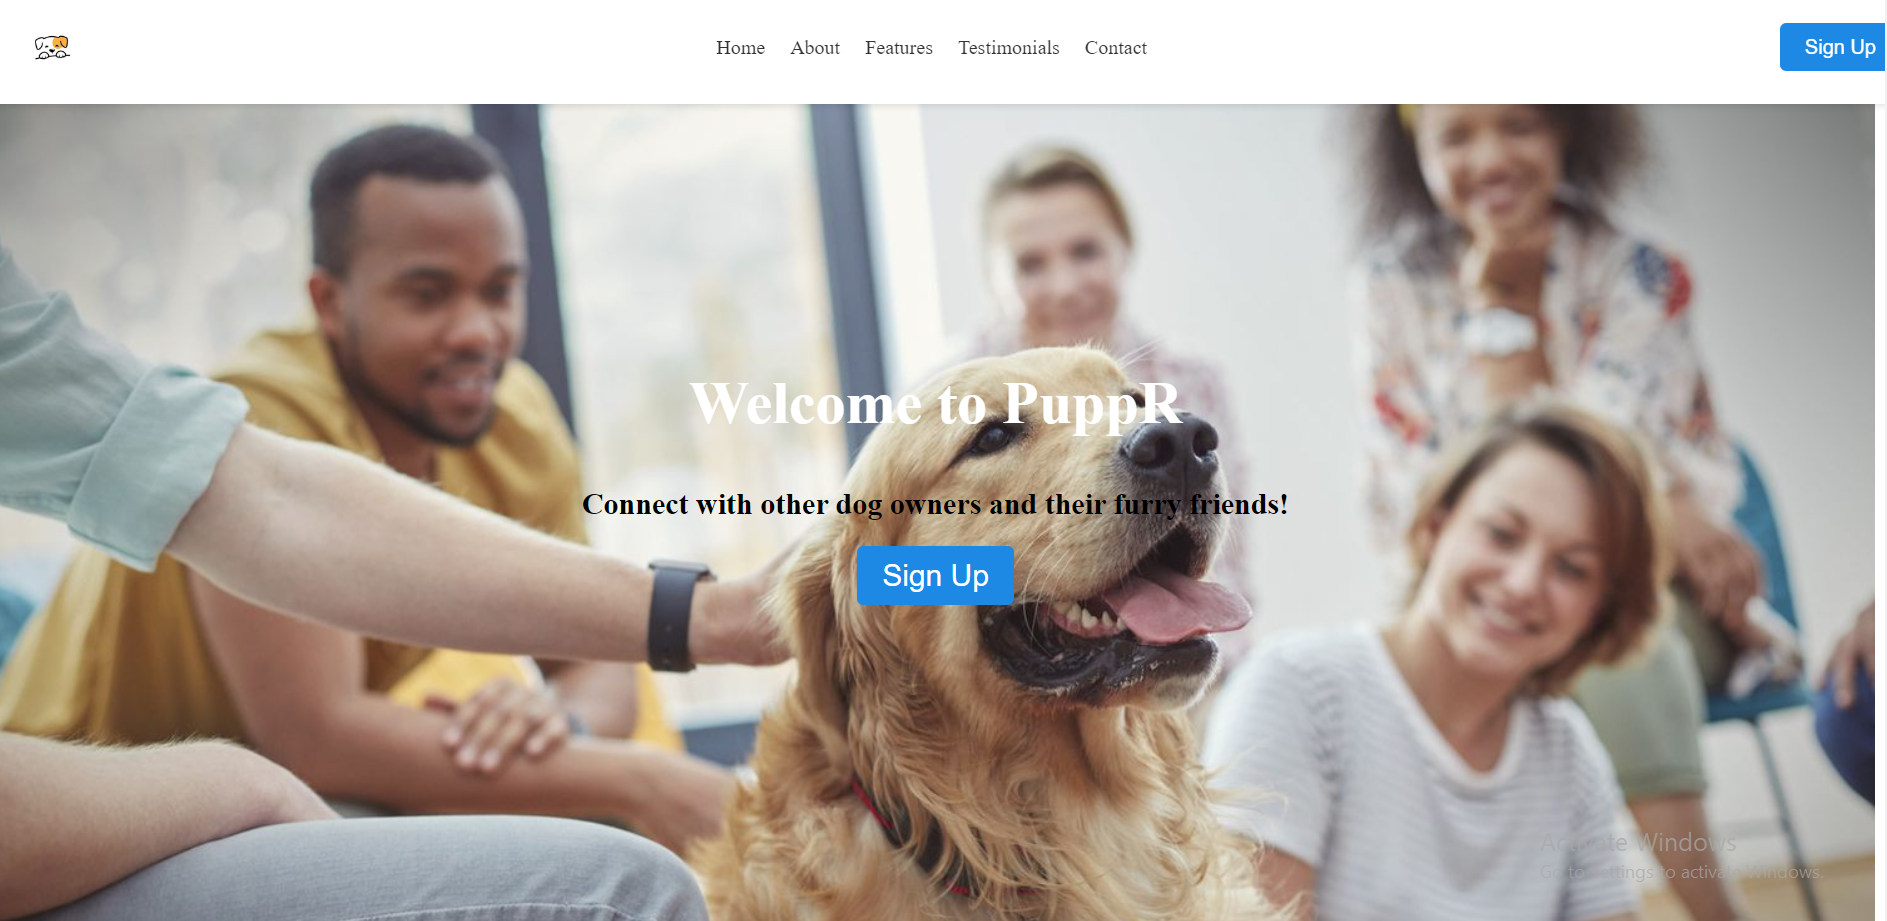 Home About Features Testimonials Contact Sign Up
Welcome to PuppR
Connect with other dog owners and their furry friends!
Sign Up
Activate Windows
Go to Settings to activate Windows.